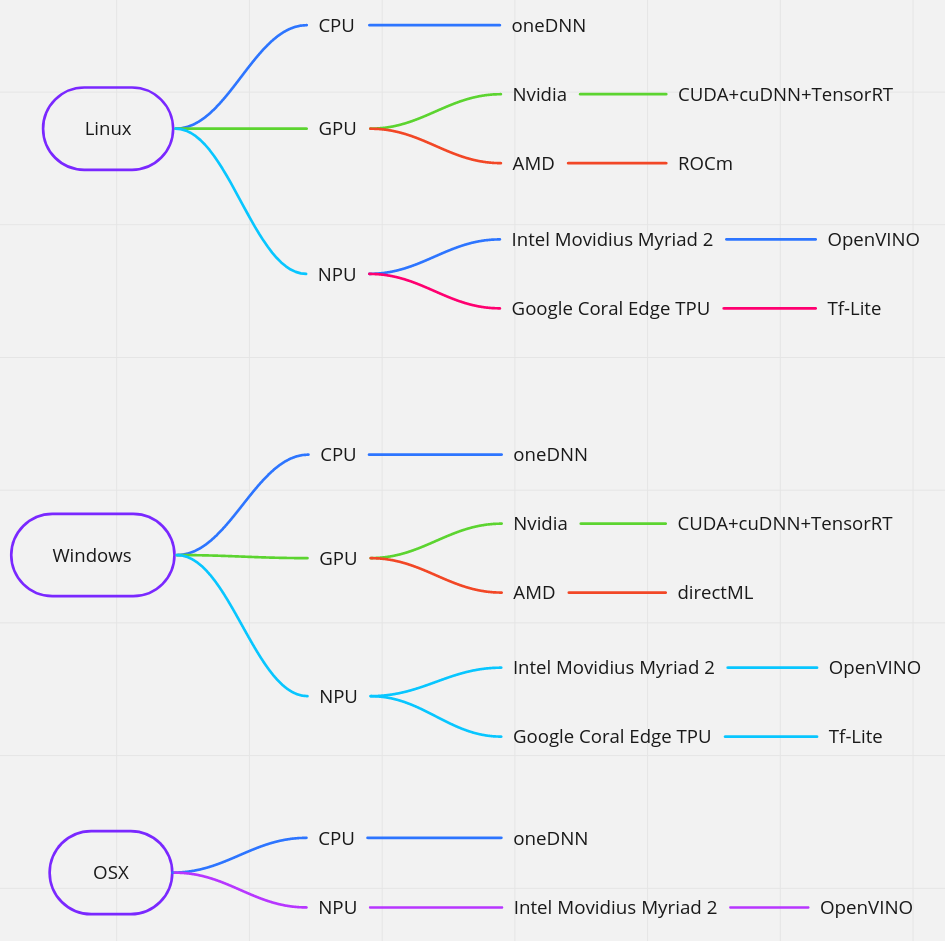 CPU
oneDNN
Nvidia
CUDA+cuDNN+TensorRT
Linux
GPU
AMD
ROCm
Intel Movidius Myriad 2
OpenVINO
NPU
Google Coral Edge TPU
Tf-Lite
CPU
oneDNN
Nvidia
CUDA+cuDNN+TensorRT
Windows
GPU
AMD
directML
Intel Movidius Myriad 2
OpenVINO
NPU
Google Coral Edge TPU
Tf-Lite
CPU
oneDNN
OSX
NPU
Intel Movidius Myriad 2
OpenVINO